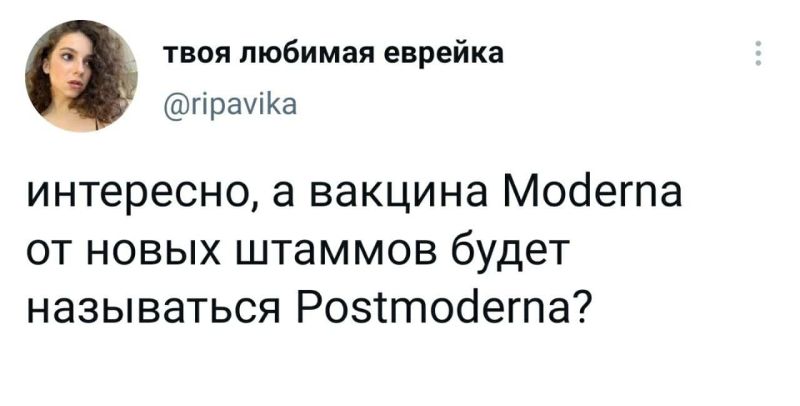 твоя любимая еврейка
@ripavika
интересно, а вакцина Moderna
от новых штаммов будет
называться Postmoderna?